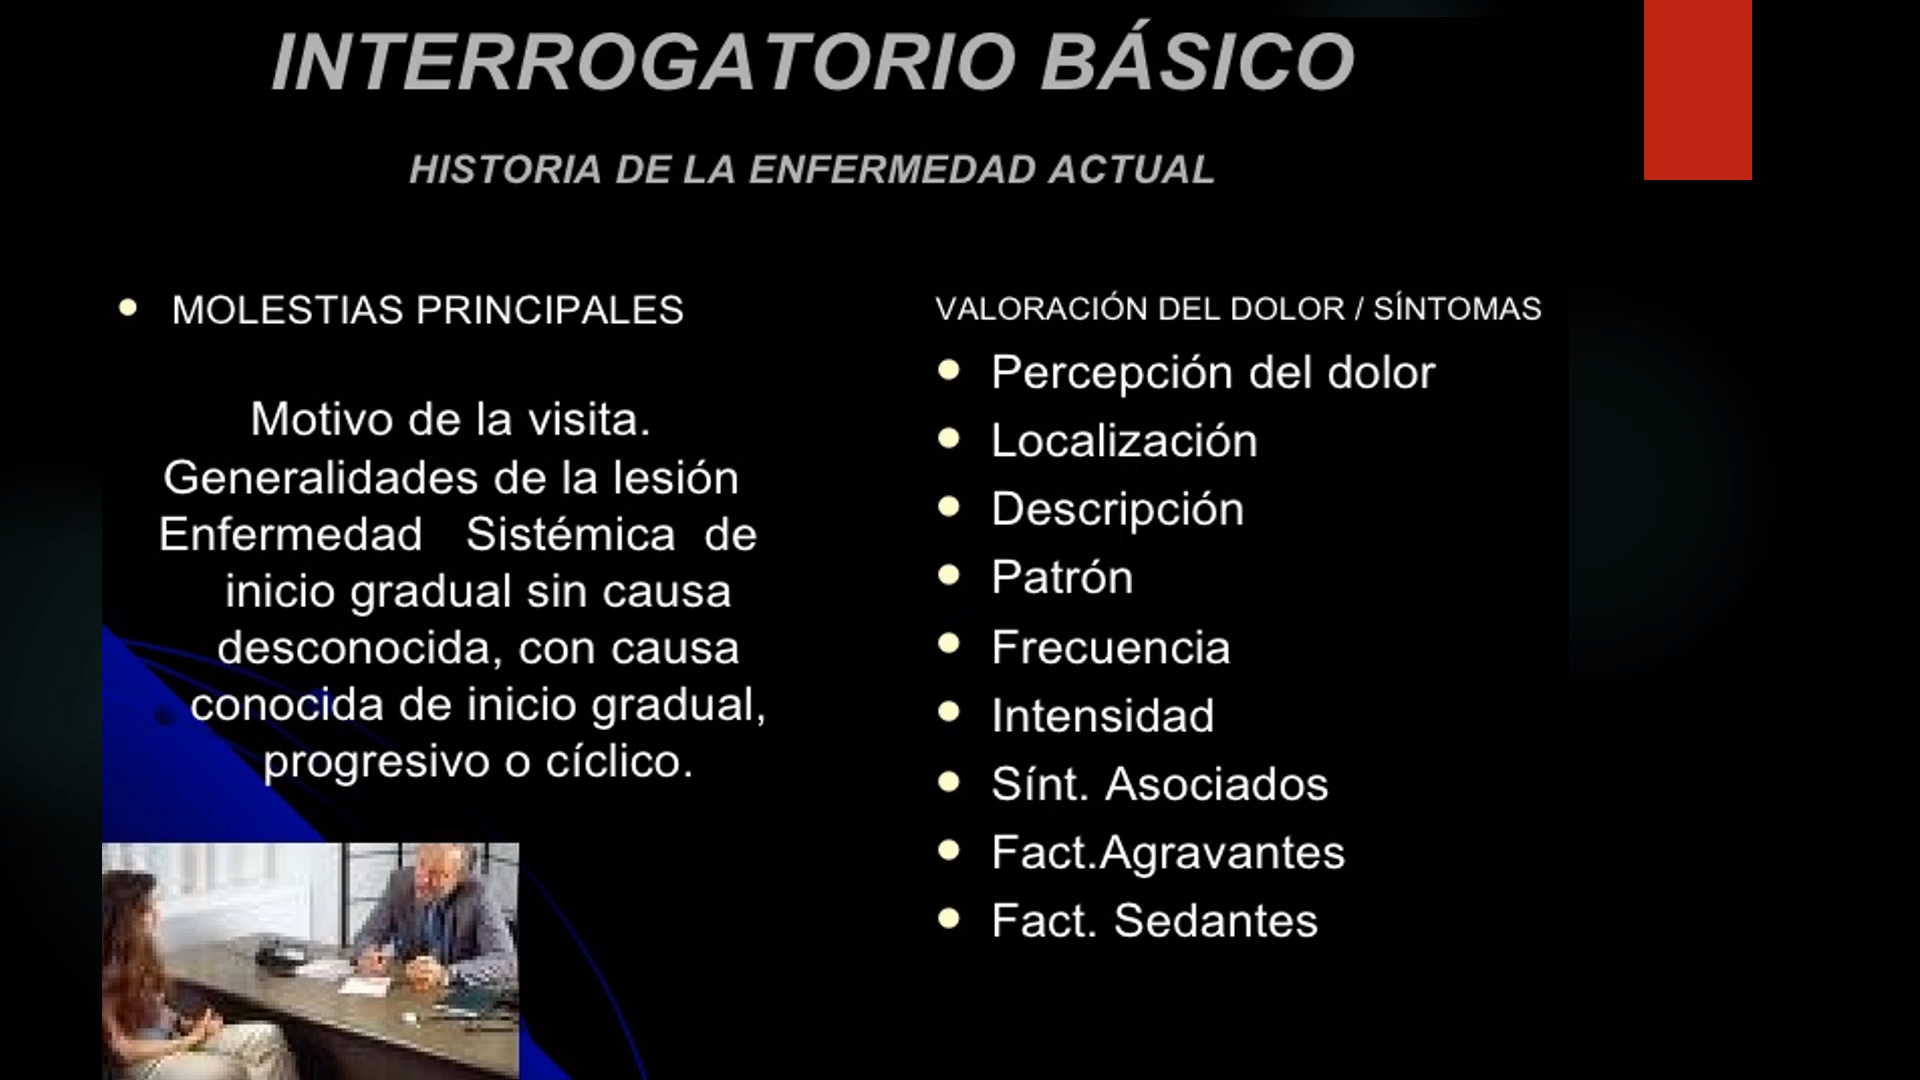 INTERROGATORIO BÁSICO
HISTORIA DE LA ENFERMEDAD ACTUAL
MOLESTIAS PRINCIPALES
Motivo de la visita.
Generalidades de la lesión
Enfermedad Sistémica de
inicio gradual sin causa
desconocida, con causa
conocida de inicio gradual,
progresivo o cíclico.
VALORACIÓN DEL DOLOR / SÍNTOMAS
Percepción del dolor
Localización
Descripción
Patrón
Frecuencia
Intensidad
Sínt. Asociados
Fact.Agravantes
Fact. Sedantes